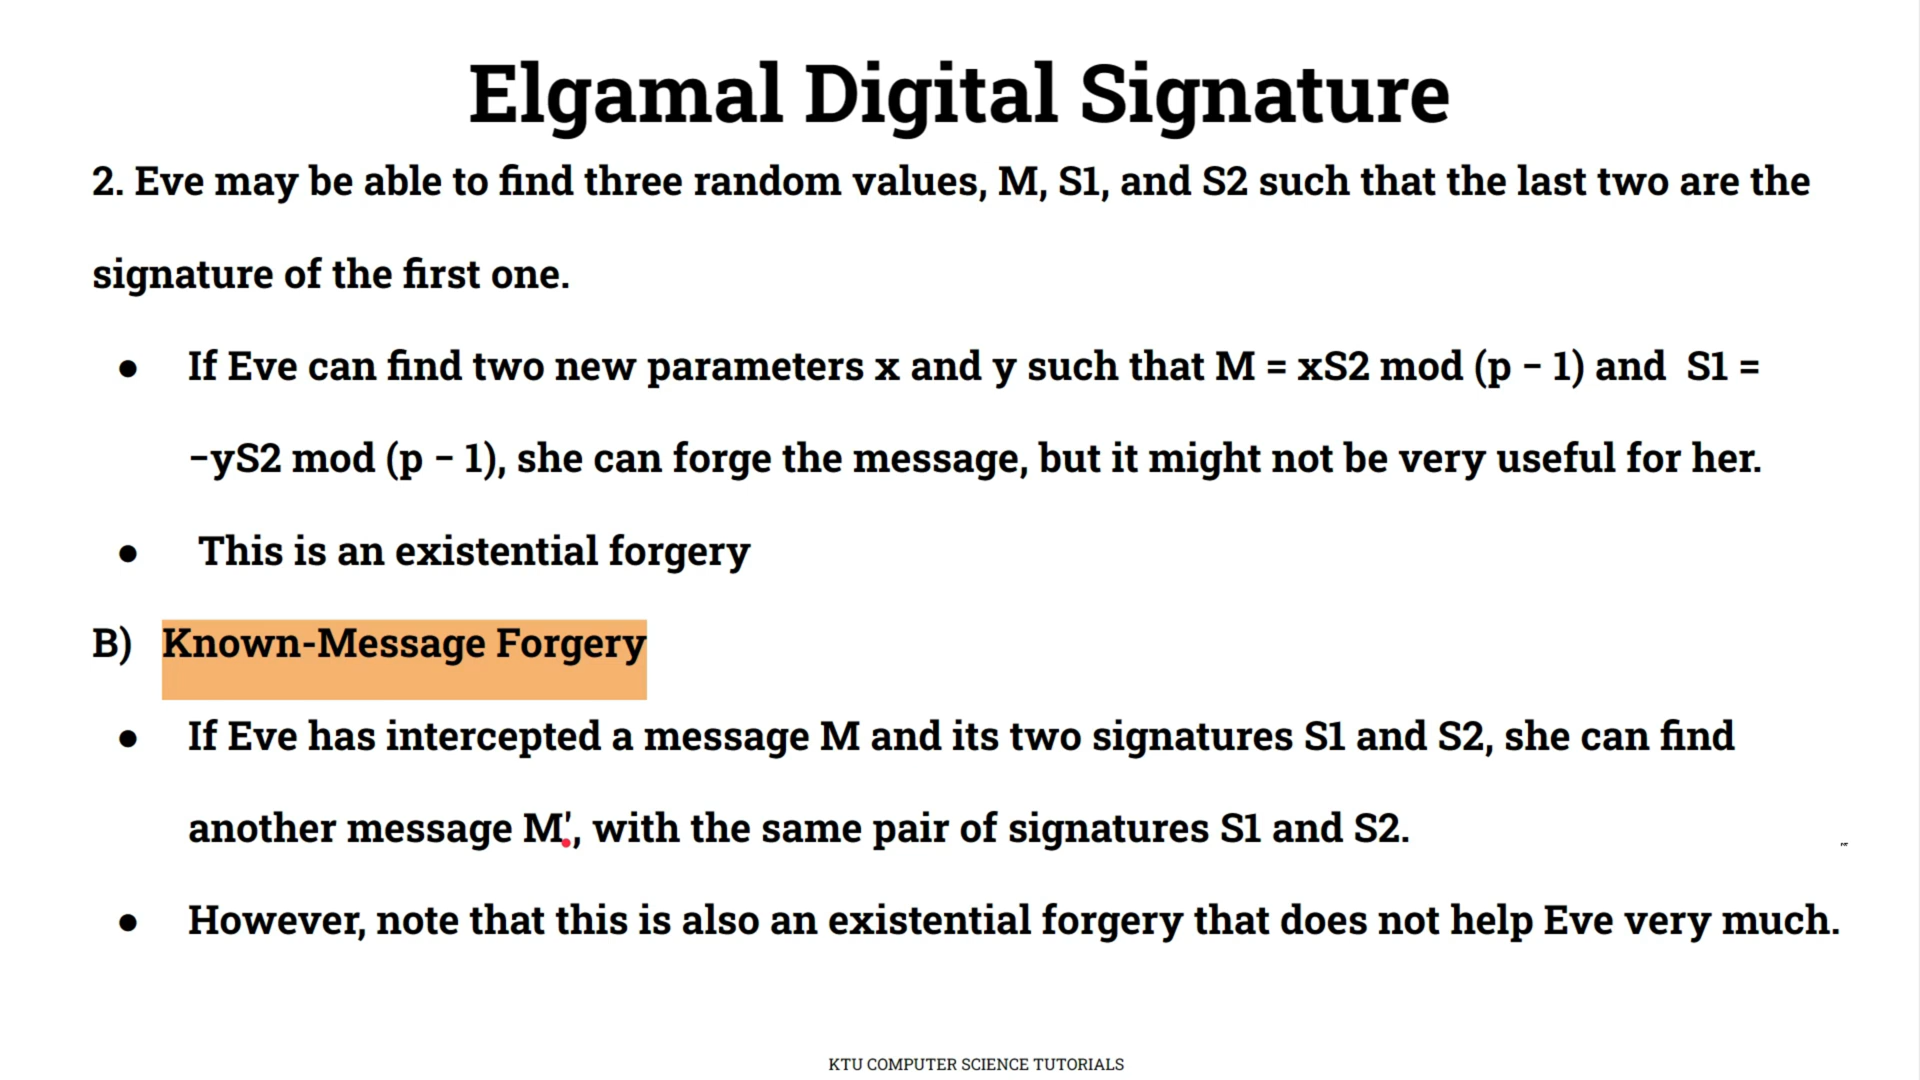 Elgamal Digital Signature
2. Eve may be able to find three random values, M, S1, and S2 such that the last two are the
signature of the first one.
● If Eve can find two new parameters x and y such that M = xS2 mod (p − 1) and S1 =
−yS2 mod (p − 1), she can forge the message, but it might not be very useful for her.
● This is an existential forgery
B) Known-Message Forgery
● If Eve has intercepted a message M and its two signatures S1 and S2, she can find
another message M', with the same pair of signatures S1 and S2.
● However, note that this is also an existential forgery that does not help Eve very much.
KTU COMPUTER SCIENCE TUTORIALS